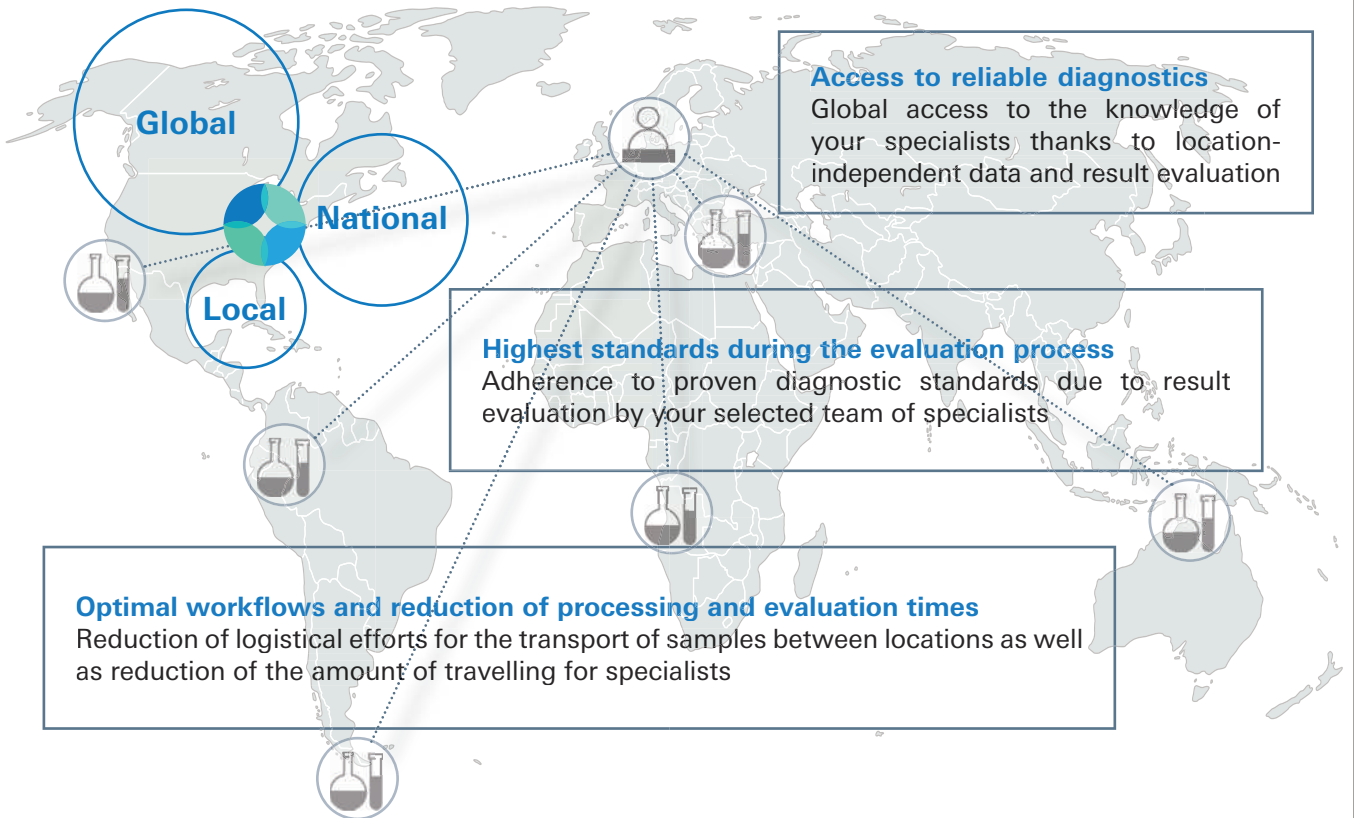 Global
National
Local
Access to reliable diagnostics
Global access to the knowledge of
your specialists thanks to location-
independent data and result evaluation
Highest standards during the evaluation process
Adherence to proven diagnostic standards due to result
evaluation by your selected team of specialists
Optimal workflows and reduction of processing and evaluation times
Reduction of logistical efforts for the transport of samples between locations as well
as reduction of the amount of travelling for specialists